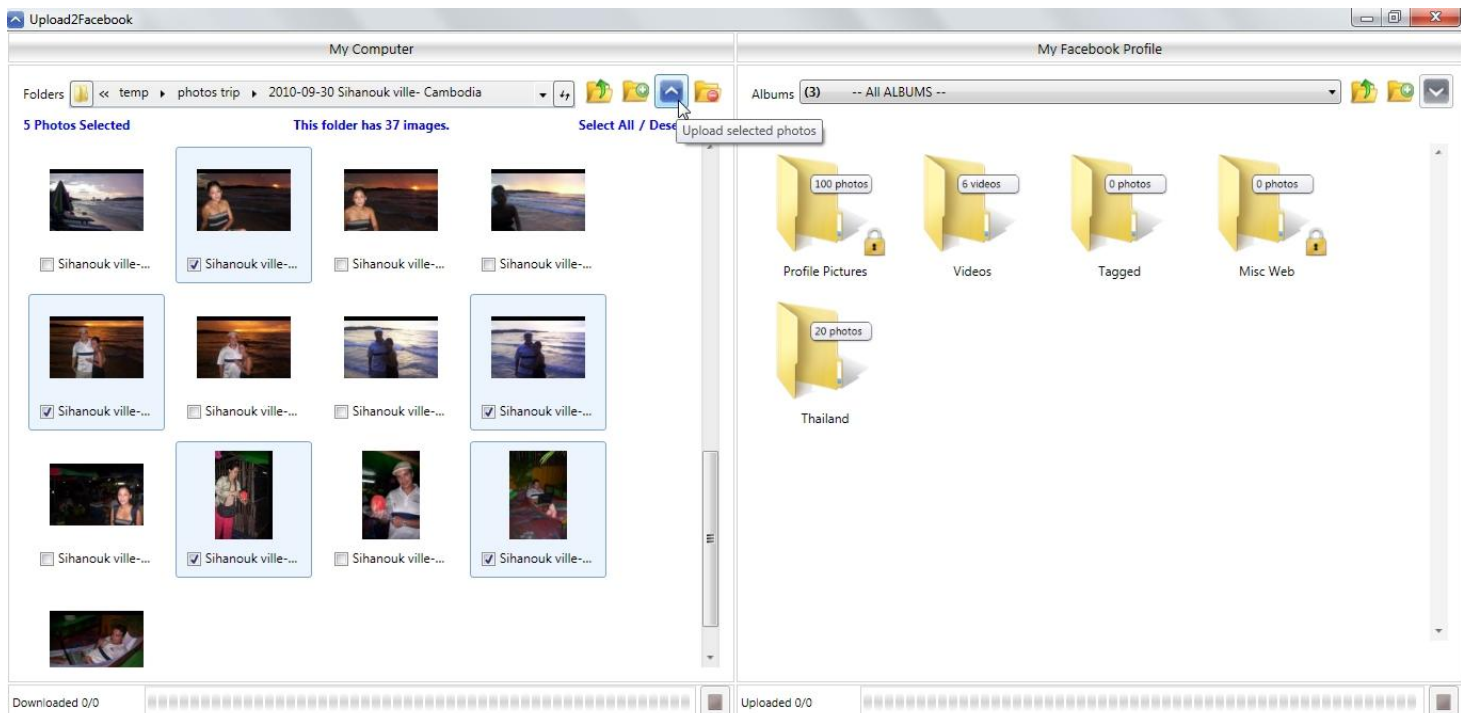 Upload2Facebook
My Computer
My Facebook Profile
Folders « temp photos trip 2010-09-30 Sihanouk ville- Cambodia
Albums (3) -- All ALBUMS --
5 Photos Selected This folder has 37 images. Select All /
Upload selected photos
Sihanouk ville-... Sihanouk ville-... Sihanouk ville-... Sihanouk ville-...
Sihanouk ville-... Sihanouk ville-... Sihanouk ville-... Sihanouk ville-...
Sihanouk ville-... Sihanouk ville-... Sihanouk ville-... Sihanouk ville-...
100 photos 6 videos 0 photos 0 photos
Profile Pictures Videos Tagged Misc Web
20 photos
Thailand
Downloaded 0/0
Uploaded 0/0